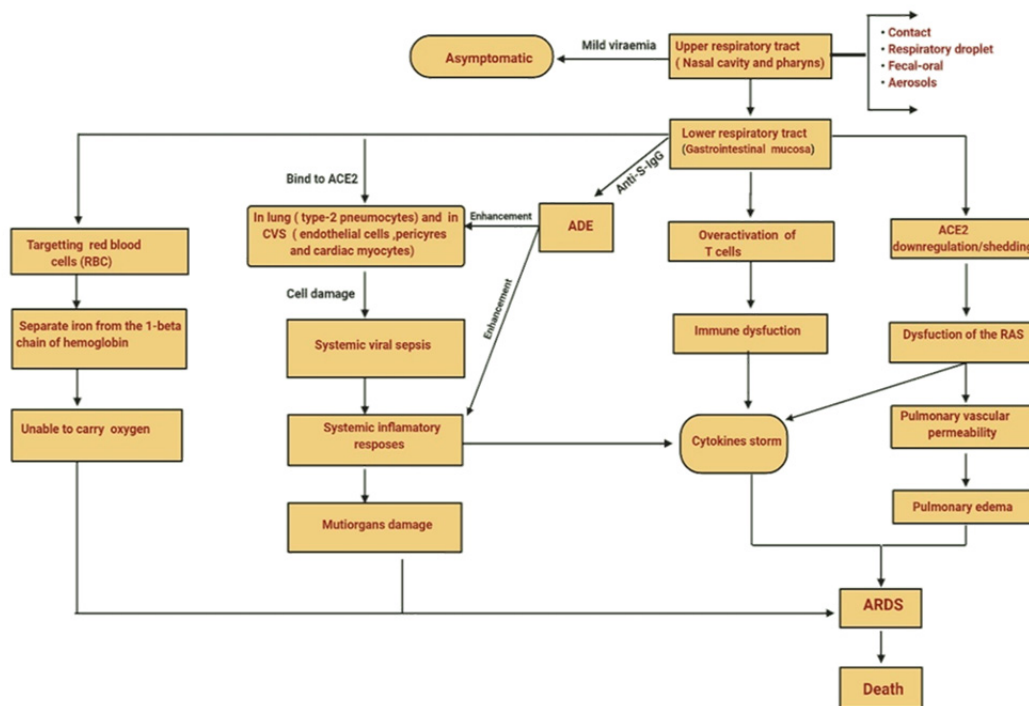 Asymptomatic
Mild viraemia
Upper respiratory tract
( Nasal cavity and pharyns)
• Contact
• Respiratory droplet
• Fecal-oral
• Aerosols
Lower respiratory tract
(Gastrointestinal mucosa)
Bind to ACE2
Anti-S-IgG
Targetting red blood
cells (RBC)
In lung ( type-2 pneumocytes) and in
CVS ( endothelial cells ,pericyres
and cardiac myocytes)
Enhancement
ADE
Overactivation of
T cells
ACE2
downregulation/shedding
Cell damage
Enhancement
Separate iron from the 1-beta
chain of hemoglobin
Systemic viral sepsis
Immune dysfuction
Dysfuction of the RAS
Unable to carry oxygen
Systemic inflamatory
resposes
Cytokines storm
Pulmonary vascular
permeability
Mutiorgans damage
Pulmonary edema
ARDS
Death